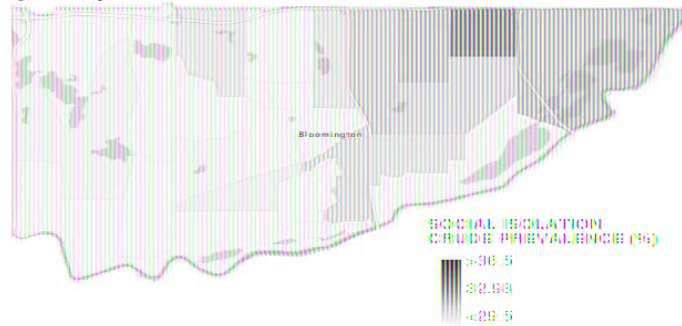 Bloomington
SOCIAL ISOLATION
CRUDE PREVALENCE (%)
>36.5
32.98
<29.5